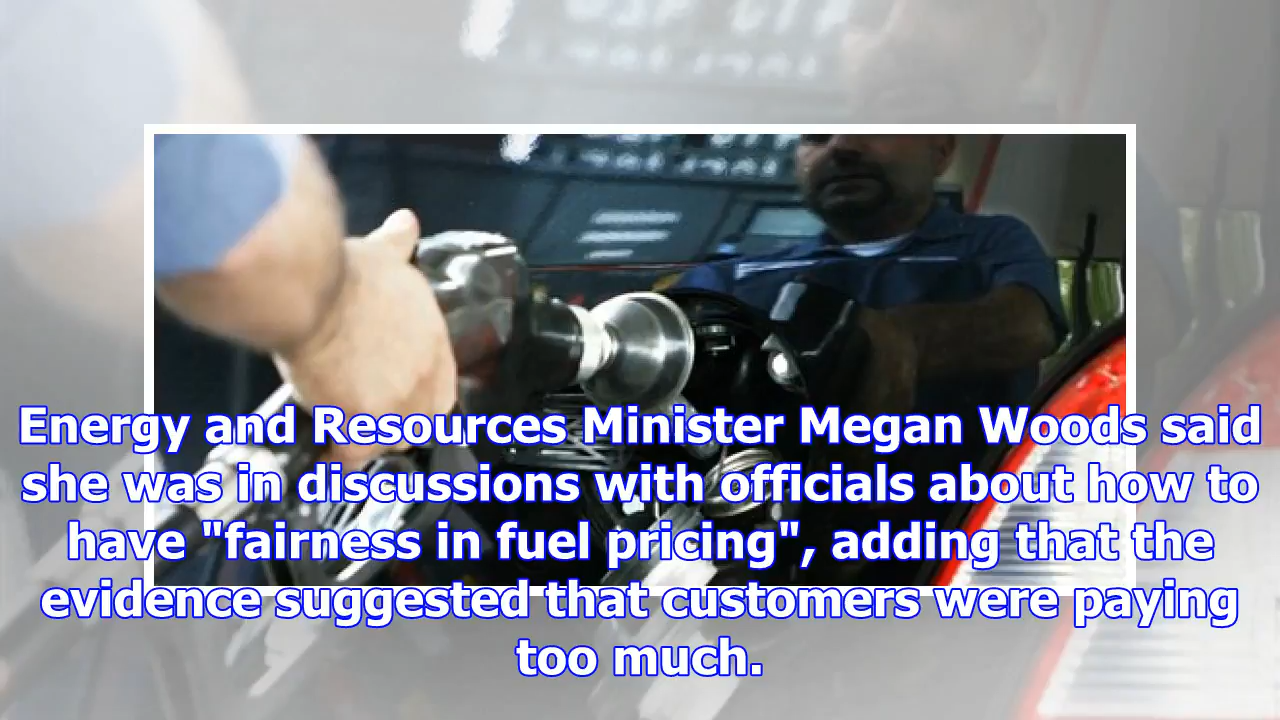 Energy and Resources Minister Megan Woods said
she was in discussions with officials about how to
have "fairness in fuel pricing", adding that the
evidence suggested that customers were paying
too much.